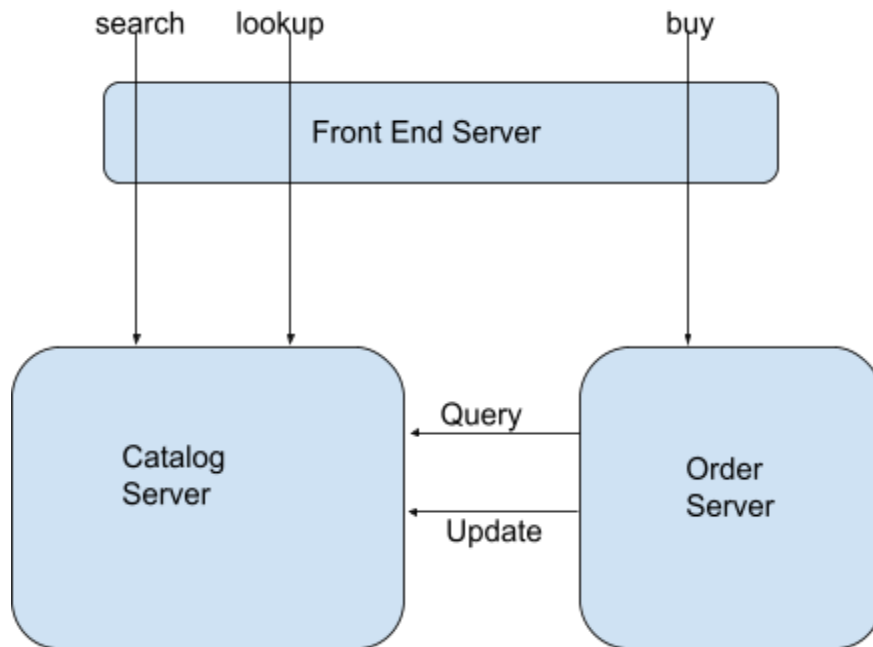 search lookup buy
Front End Server
Query
Catalog
Server
Order
Server
Update